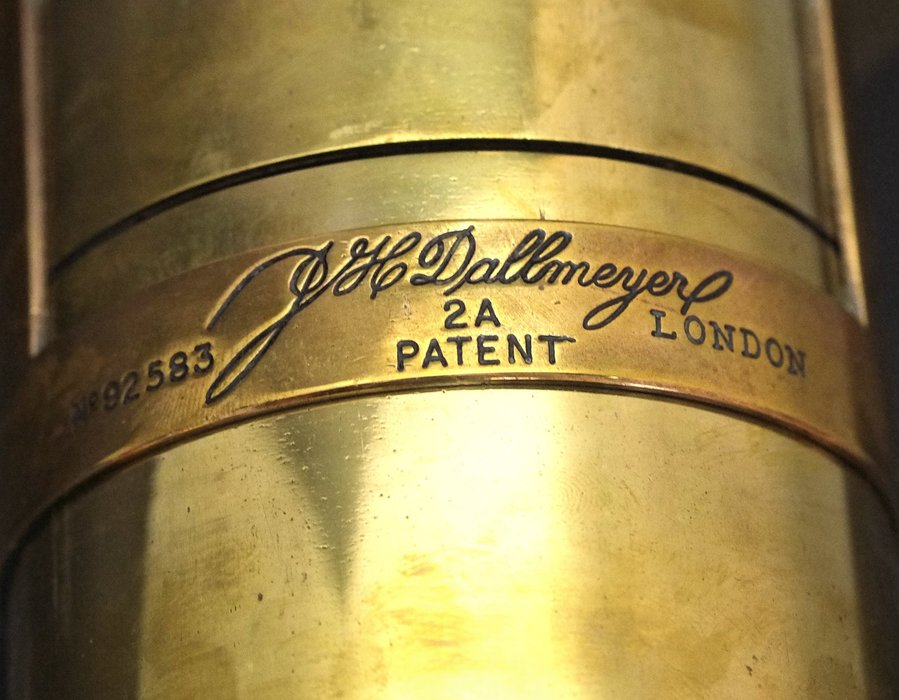 J H Dallmeyer
2A
PATENT
LONDON
No 92583